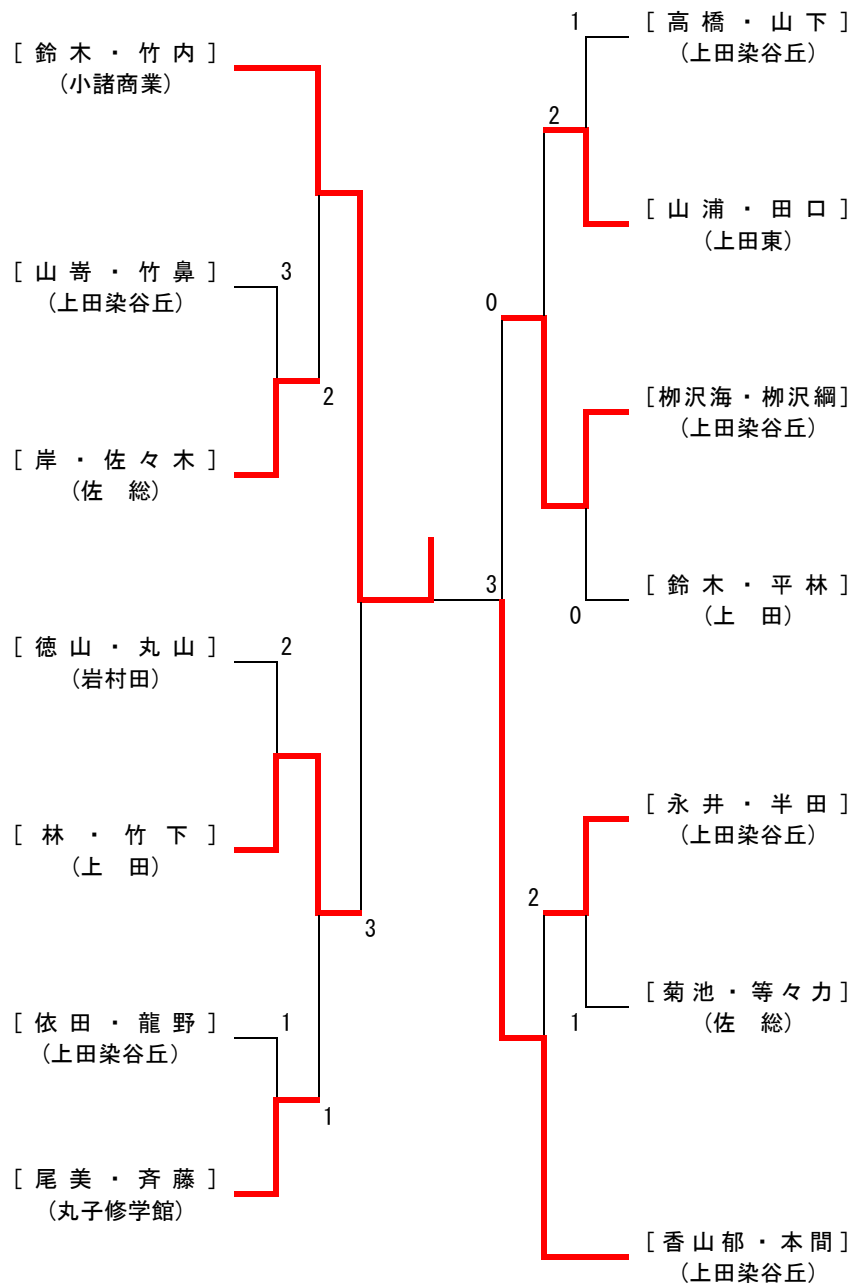 [ 鈴 木 ・ 竹 内 ]
(小諸商業)
3
[ 山 嵜 ・ 竹 鼻 ]
(上田染谷丘)
2
[ 岸 ・ 佐 々 木 ]
(佐　総)
2
[ 徳 山 ・ 丸 山 ]
(岩村田)
[ 林 ・ 竹 下 ]
(上　田)
3
1
[ 依 田 ・ 龍 野 ]
(上田染谷丘)
1
[ 尾 美 ・ 斉 藤 ]
(丸子修学館)
1
[ 高 橋 ・ 山 下 ]
(上田染谷丘)
2
[ 山 浦 ・ 田 口 ]
(上田東)
0
[栁沢海・栁沢綱]
(上田染谷丘)
3
[ 鈴 木 ・ 平 林 ]
(上　田)
0
[ 永 井 ・ 半 田 ]
(上田染谷丘)
2
[ 菊 池 ・ 等 々 力 ]
(佐　総)
1
[ 香 山 郁 ・ 本 間 ]
(上田染谷丘)